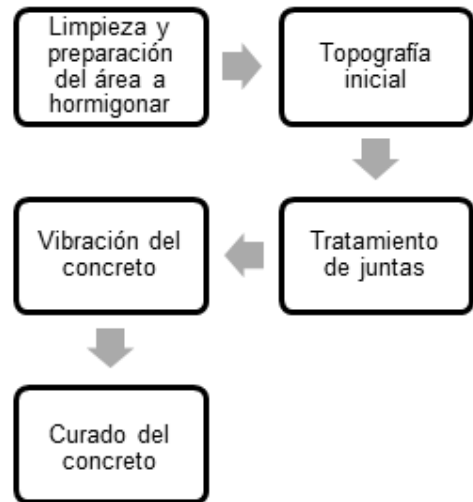 Limpieza y
preparación
del área a
hormigonar
Topografía
inicial
Tratamiento
de juntas
Vibración del
concreto
Curado del
concreto